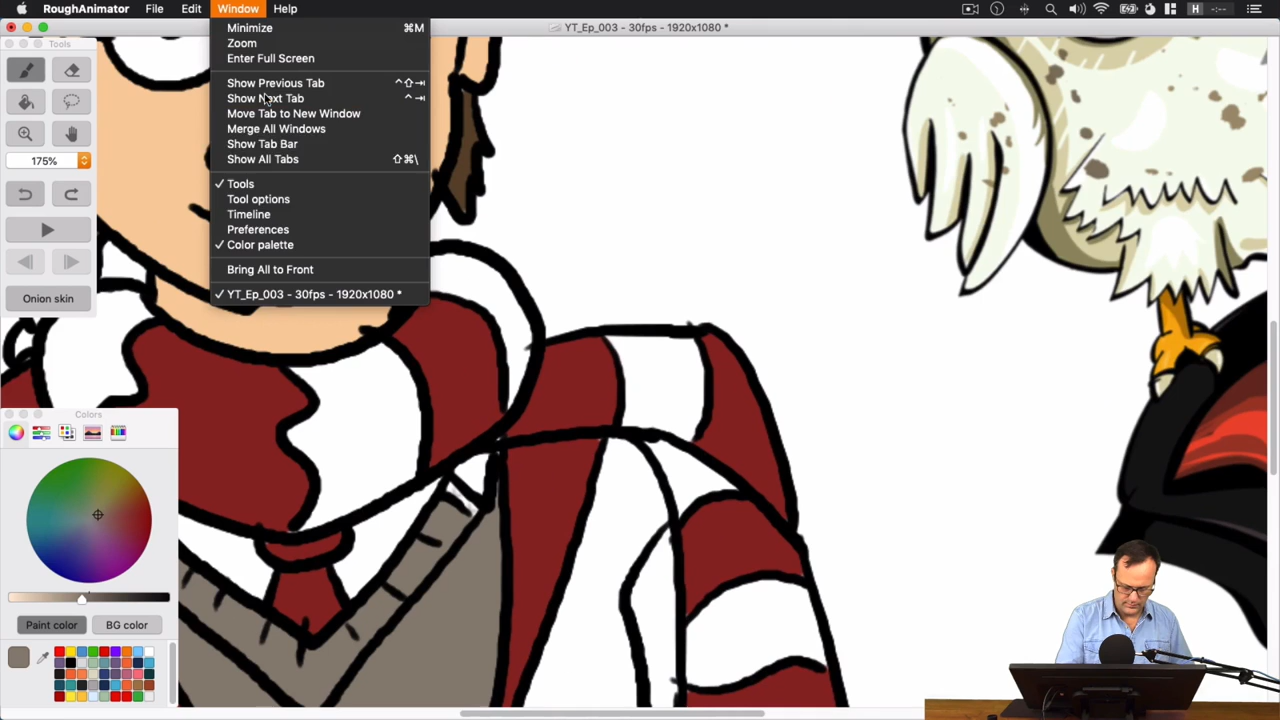 RoughAnimator File Edit Window Help H -:--
YT_Ep_003 - 30fps - 1920x1080 *
Tools
Minimize ⌘M
Zoom
Enter Full Screen
Show Previous Tab ⌃⇧⇥
Show Next Tab ⌃⇥
Move Tab to New Window
Merge All Windows
Show Tab Bar
Show All Tabs ⇧⌘\
✓ Tools
Tool options
Timeline
Preferences
✓ Color palette
Bring All to Front
✓ YT_Ep_003 - 30fps - 1920x1080 *
175%
Onion skin
Colors
Paint color BG color